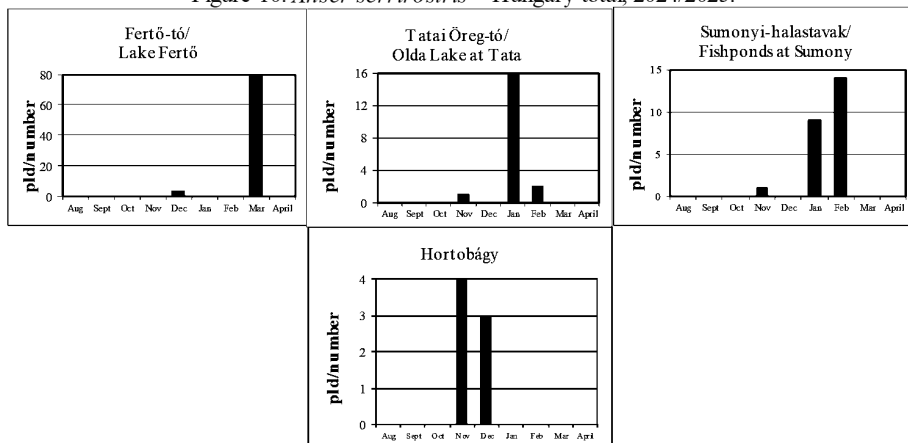 Figure Anser serrirostris – Hungary total, 2024/2025.
Fertő-tó/
Lake Fertő
pld/number
80
60
40
20
0
Aug Sept Oct Nov Dec Jan Feb Mar April
Tatai Öreg-tó/
Olda Lake at Tata
pld/number
16
12
8
4
0
Aug Sept Oct Nov Dec Jan Feb Mar April
Sumonyi-halastavak/
Fishponds at Sumony
pld/number
15
10
5
0
Aug Sept Oct Nov Dec Jan Feb Mar April
Hortobágy
pld/number
4
3
2
1
0
Aug Sept Oct Nov Dec Jan Feb Mar April